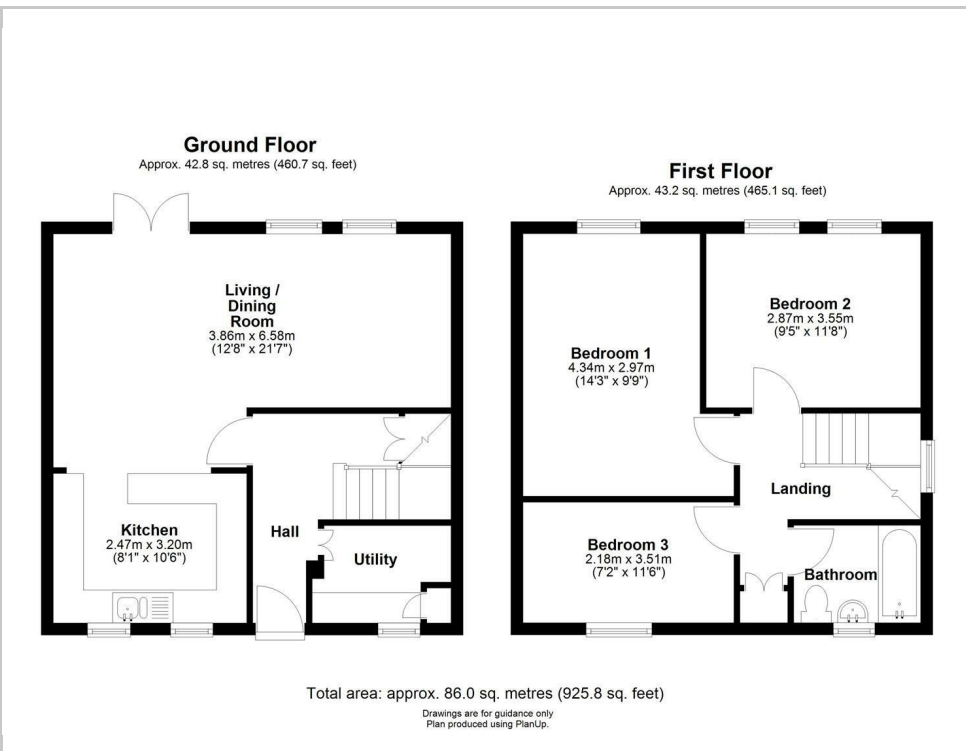 Ground Floor
Approx. 42.8 sq. metres (460.7 sq. feet)
Living /
Dining
Room
3.86m x 6.58m
(12'8" x 21'7")
Kitchen
2.47m x 3.20m
(8'1" x 10'6")
Hall
Utility
First Floor
Approx. 43.2 sq. metres (465.1 sq. feet)
Bedroom 1
4.34m x 2.97m
(14'3" x 9'9")
Bedroom 2
2.87m x 3.55m
(9'5" x 11'8")
Landing
Bedroom 3
2.18m x 3.51m
(7'2" x 11'6")
Bathroom
Total area: approx. 86.0 sq. metres (925.8 sq. feet)
Drawings are for guidance only
Plan produced using PlanUp.